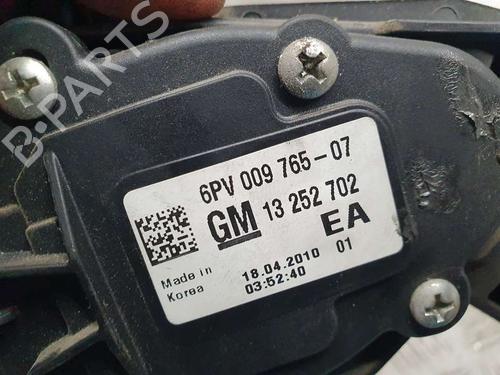 B-PARTS
6PV 009 765-07
GM 13 252 702
EA
Made in
Korea
18.04.2010 01
03:52:40